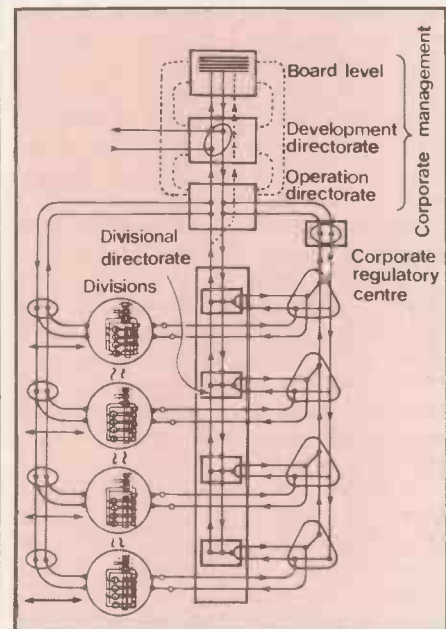 Board level
Development
directorate
Operation
directorate
Corporate management
Corporate
regulatory
centre
Divisional
directorate
Divisions